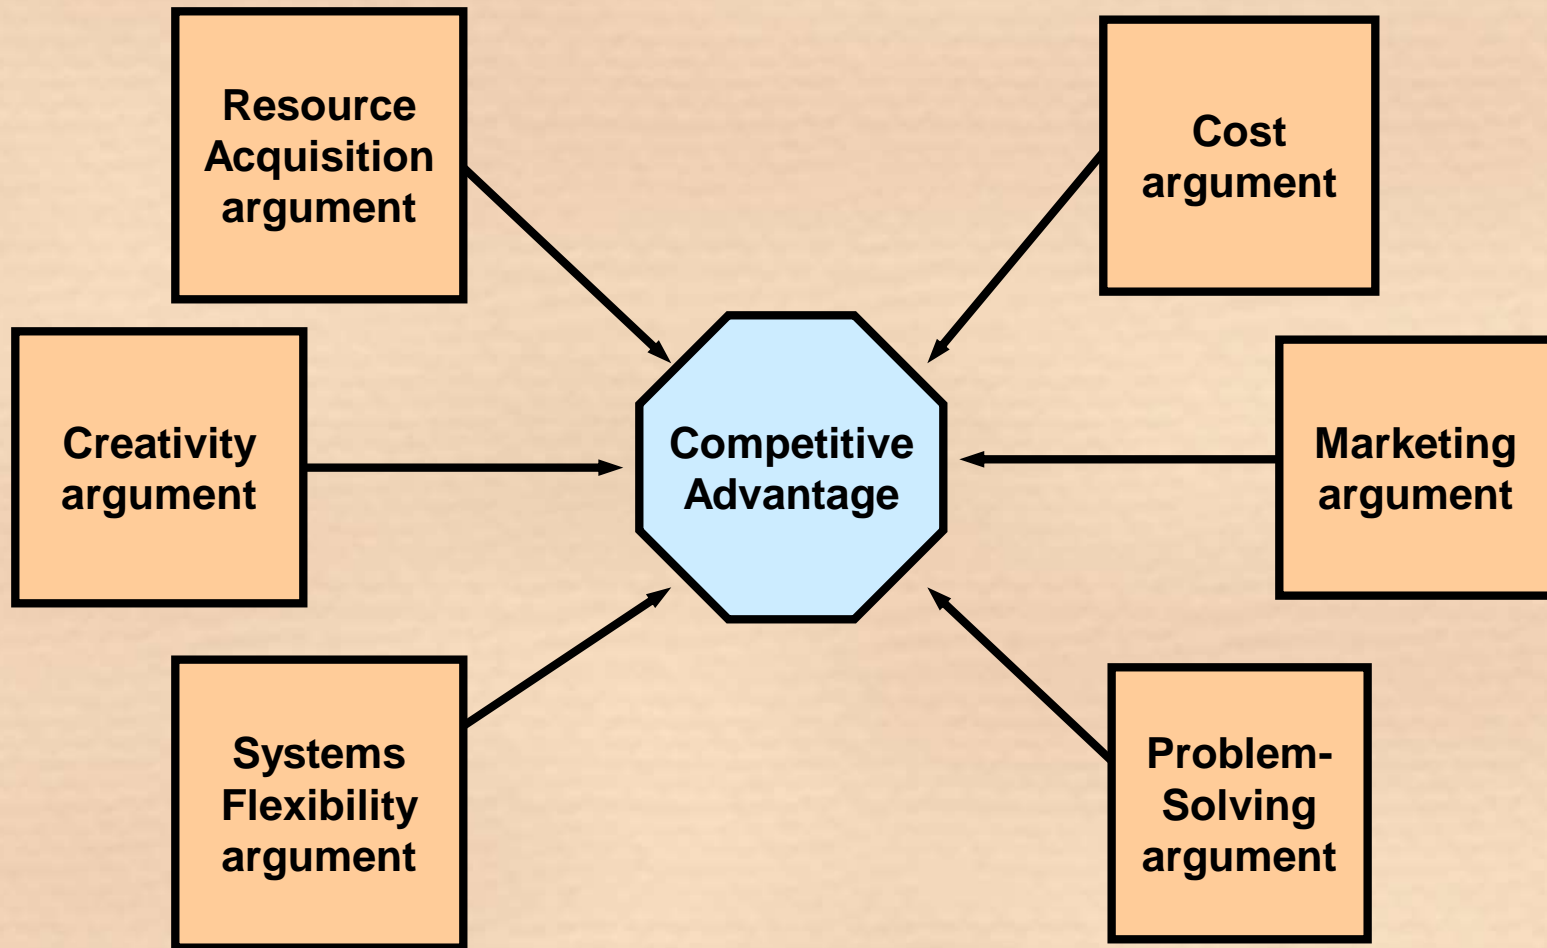 Resource
Acquisition
argument
Cost
argument
Creativity
argument
Competitive
Advantage
Marketing
argument
Systems
Flexibility
argument
Problem-
Solving
argument